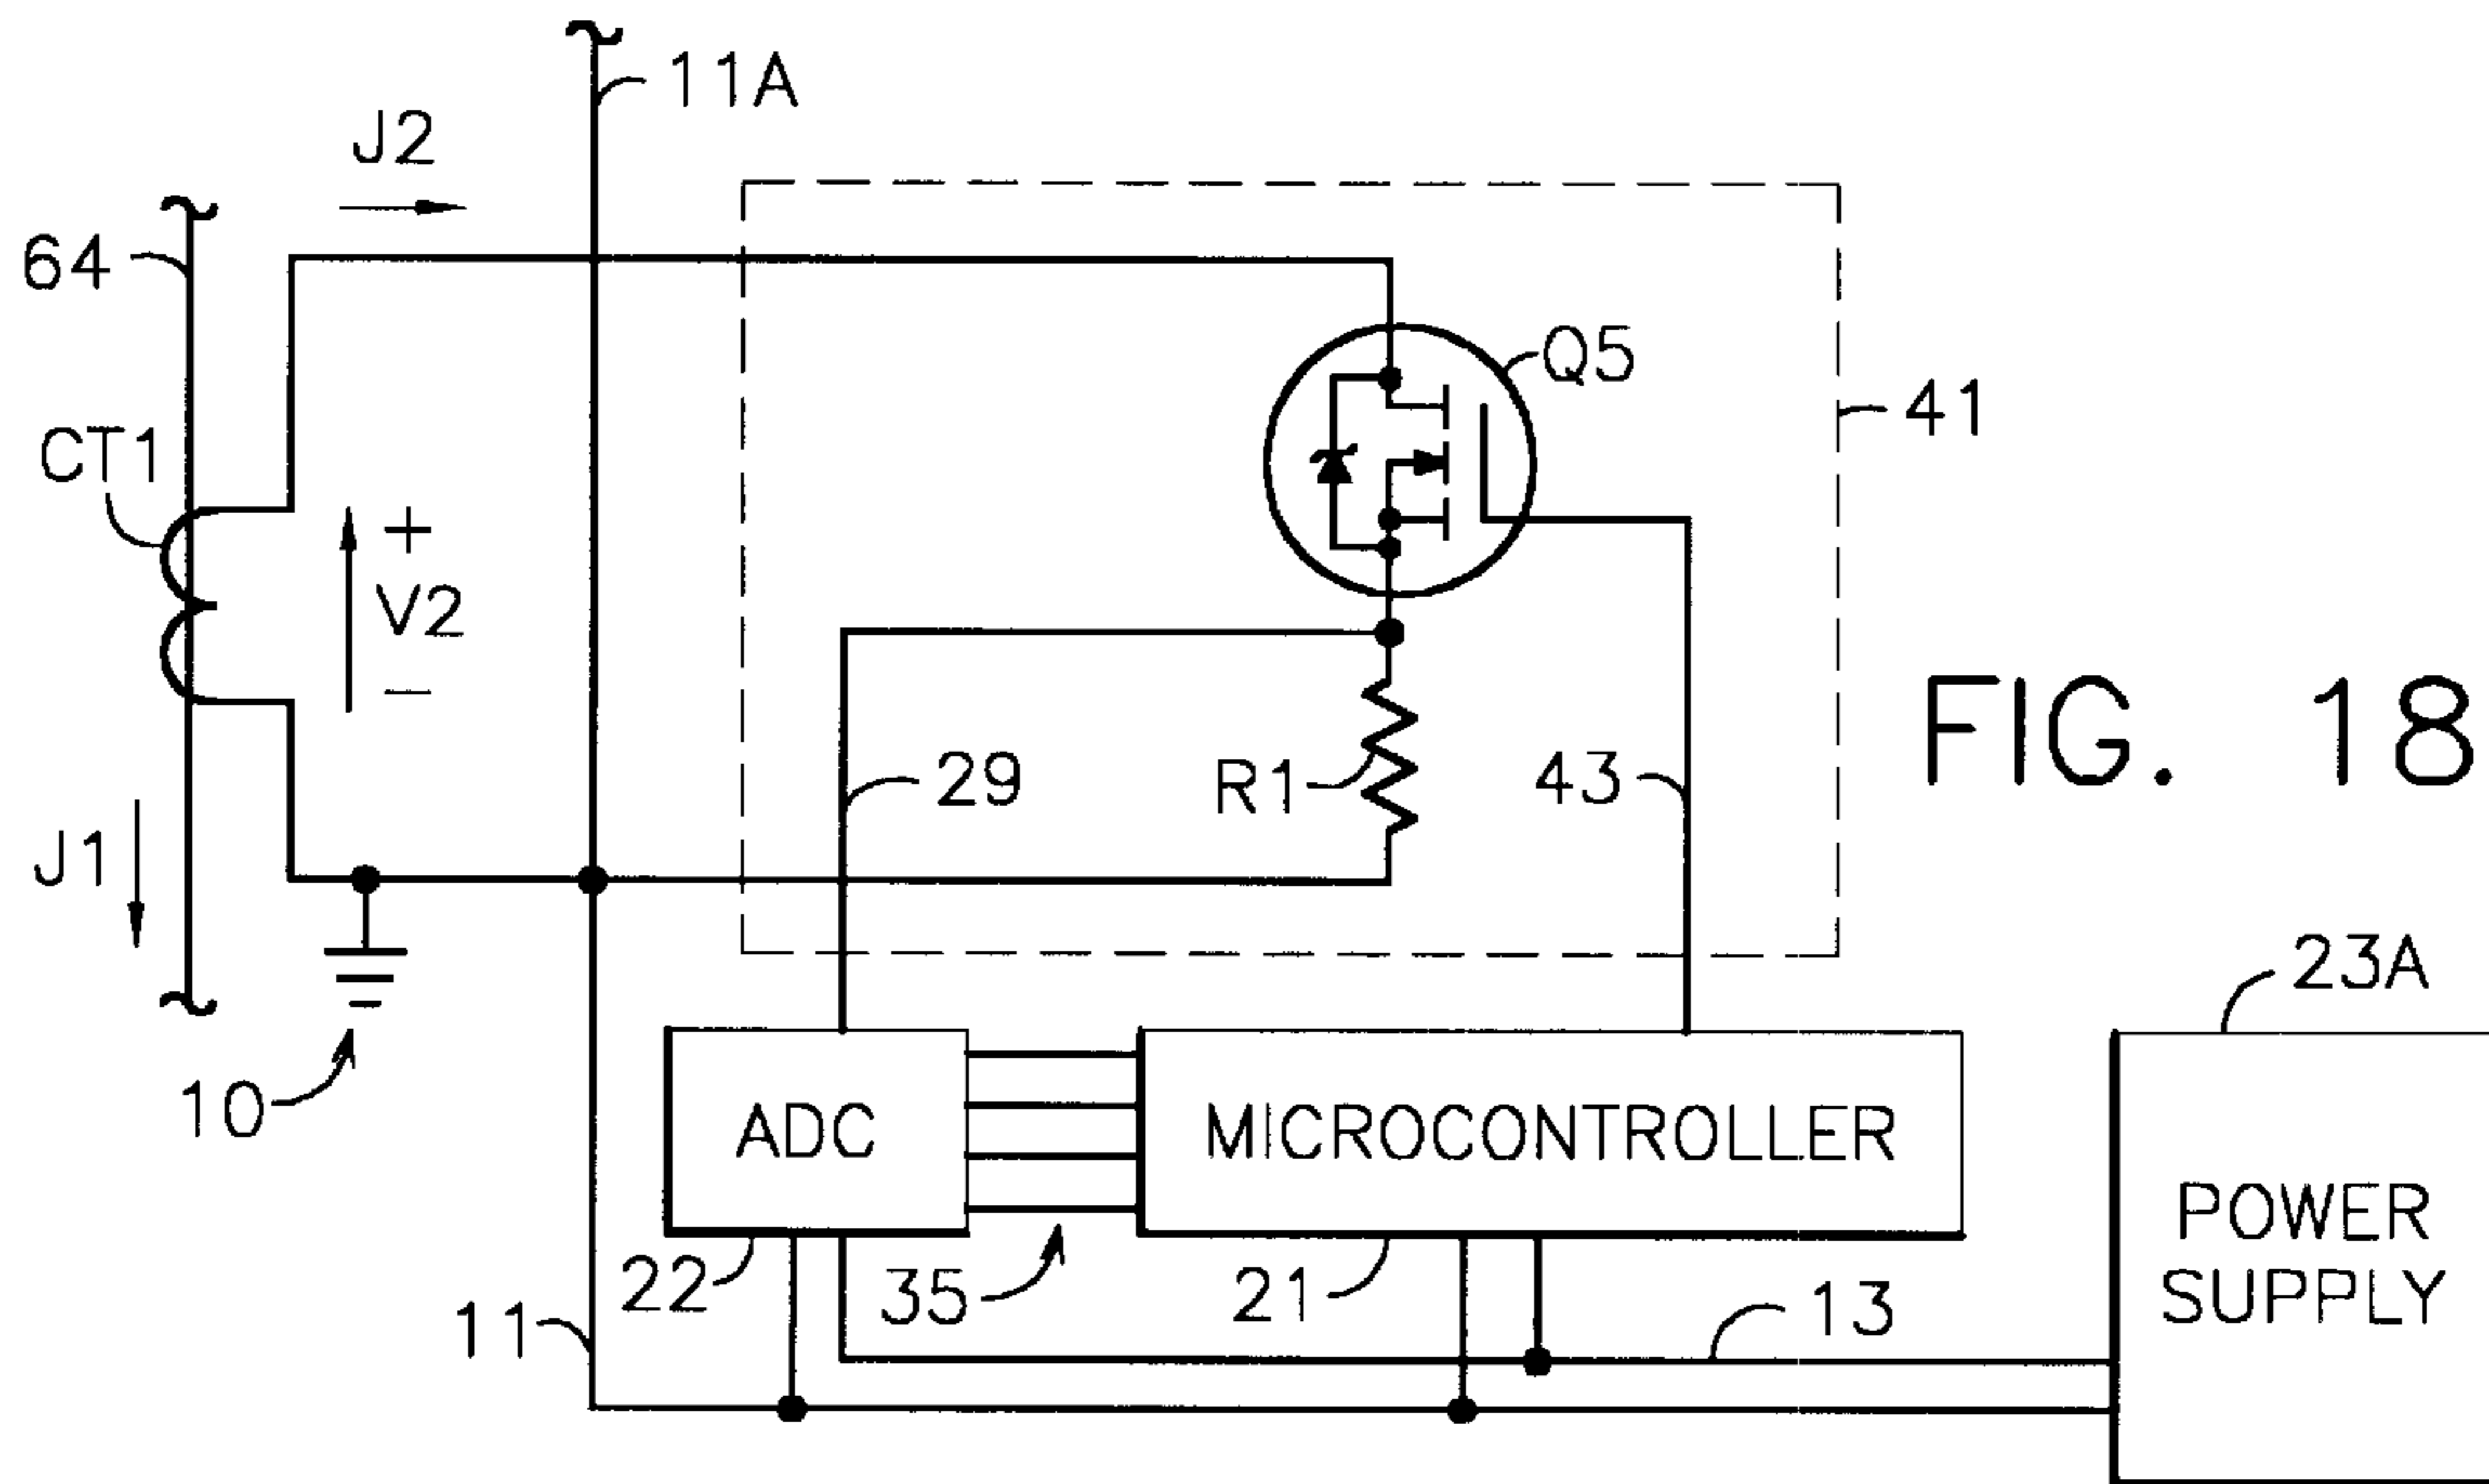 11A
J2
64
Q5
41
CT1
+
V2
−
FIG. 18
29
R1
43
J1
23A
10
ADC
MICROCONTROLLER
POWER
SUPPLY
22
35
21
13
11